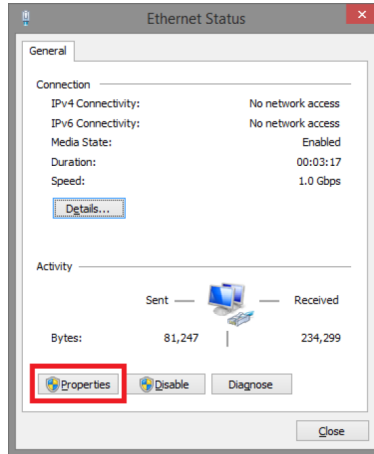 Ethernet Status
General
Connection
IPv4 Connectivity: No network access
IPv6 Connectivity: No network access
Media State: Enabled
Duration: 00:03:17
Speed: 1.0 Gbps
Details...
Activity
Sent Received
Bytes: 81,247 234,299
Properties Disable Diagnose
Close